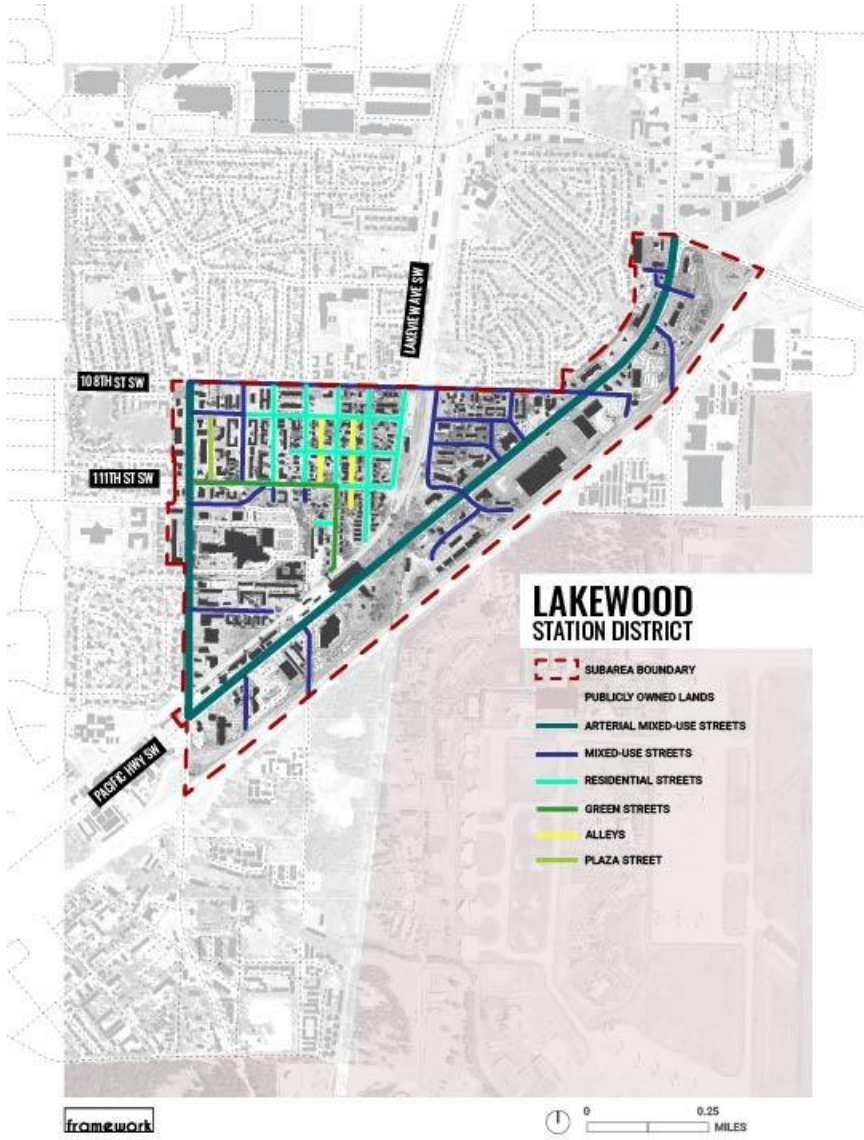 LAKEVIEW AVE SW
108TH ST SW
111TH ST SW
PACIFIC HWY SW
LAKEWOOD
STATION DISTRICT
SUBAREA BOUNDARY
PUBLICLY OWNED LANDS
ARTERIAL MIXED-USE STREETS
MIXED-USE STREETS
RESIDENTIAL STREETS
GREEN STREETS
ALLEYS
PLAZA STREET
framework
0 0.25
MILES